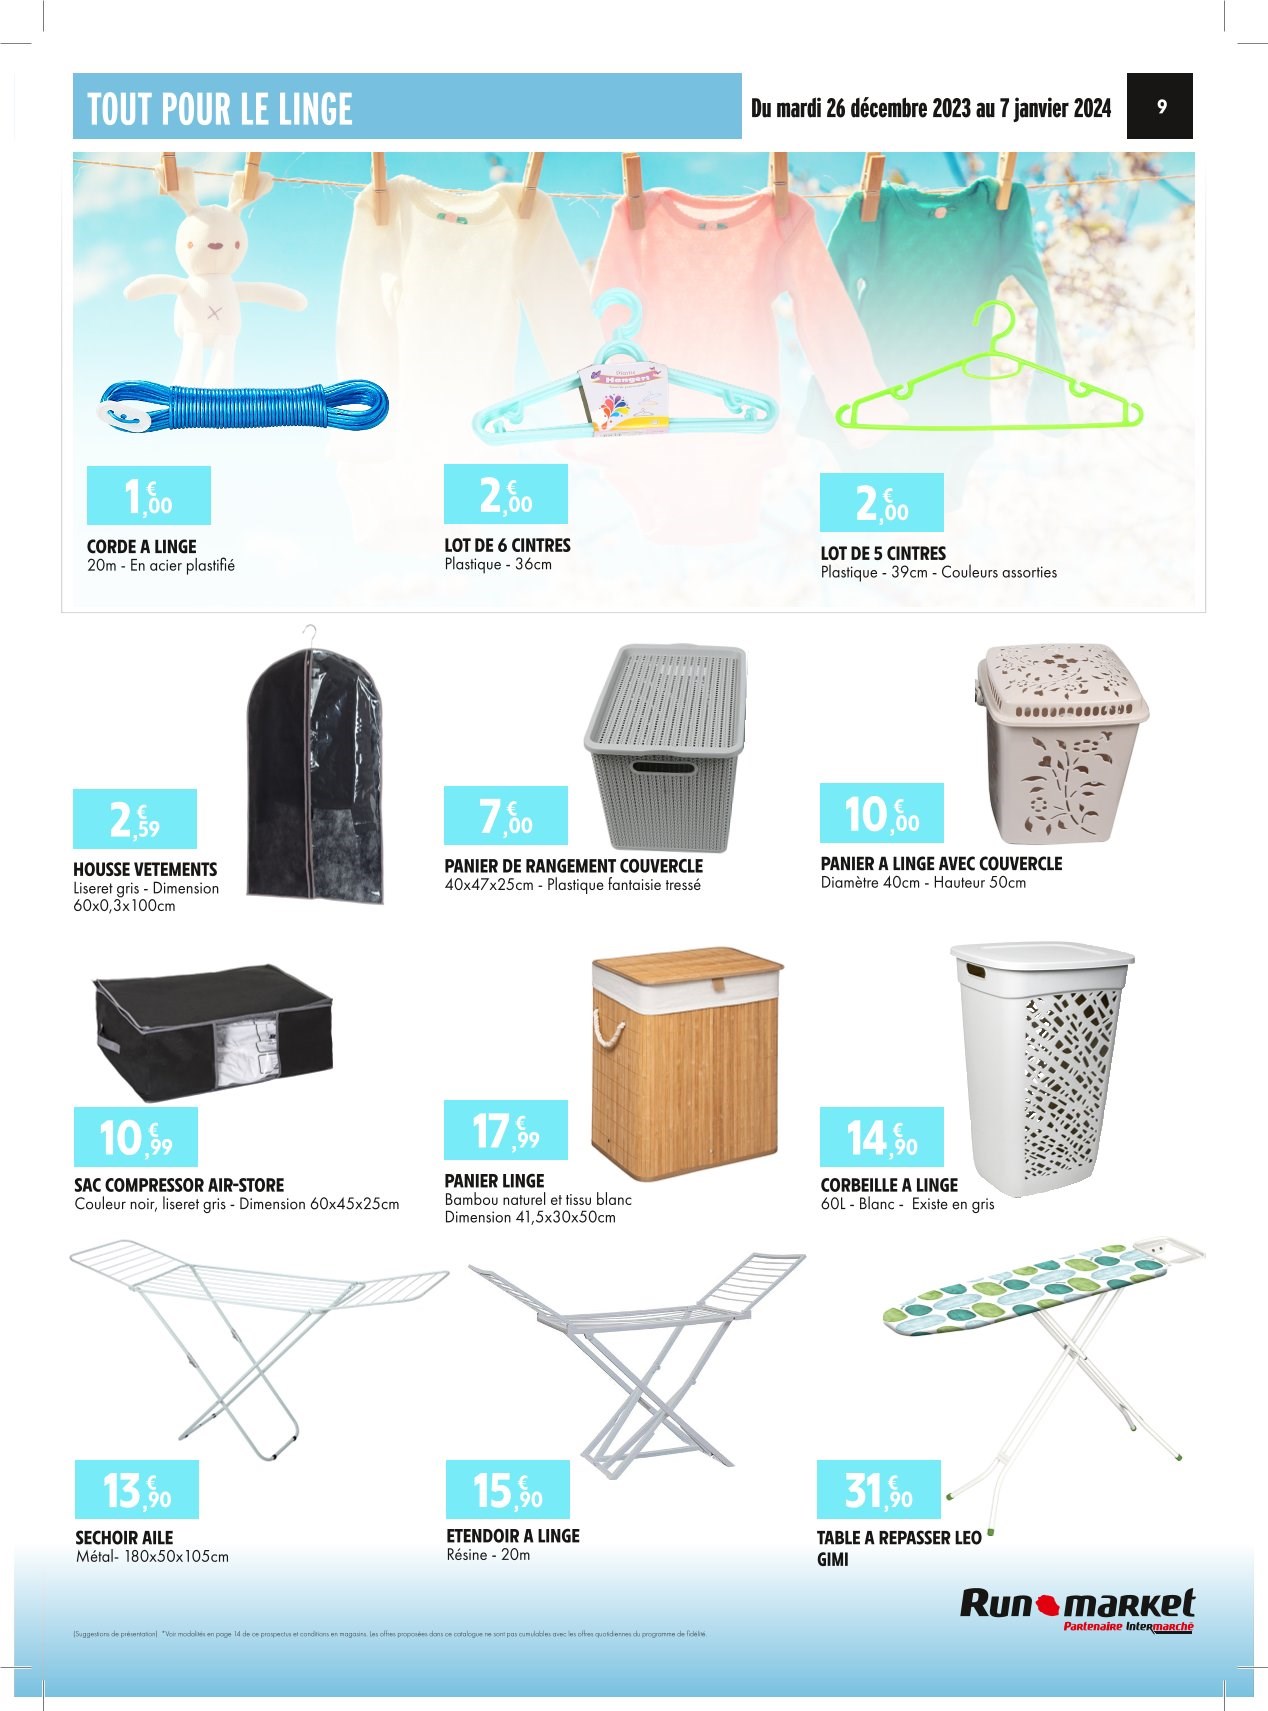 TOUT POUR LE LINGE
Du mardi 26 décembre 2023 au 7 janvier 2024
9
Hangers
1€,00
CORDE A LINGE
20m - En acier plastifié
2€,00
LOT DE 6 CINTRES
Plastique - 36cm
2€,00
LOT DE 5 CINTRES
Plastique - 39cm - Couleurs assorties
2€,59
HOUSSE VETEMENTS
Liseret gris - Dimension
60x0,3x100cm
7€,00
PANIER DE RANGEMENT COUVERCLE
40x47x25cm - Plastique fantaisie tressé
10€,00
PANIER A LINGE AVEC COUVERCLE
Diamètre 40cm - Hauteur 50cm
10€,99
SAC COMPRESSOR AIR-STORE
Couleur noir, liseret gris - Dimension 60x45x25cm
17€,99
PANIER LINGE
Bambou naturel et tissu blanc
Dimension 41,5x30x50cm
14€,90
CORBEILLE A LINGE
60L - Blanc - Existe en gris
13€,90
SECHOIR AILE
Métal- 180x50x105cm
15€,90
ETENDOIR A LINGE
Résine - 20m
31€,90
TABLE A REPASSER LEO
GIMI
Run market
Partenaire Intermarché
(Suggestions de présentation). *Voir modalités en page 14 de ce prospectus et conditions en magasins. Les offres proposées dans ce catalogue ne sont pas cumulables avec les offres quotidiennes du programme de fidélité.